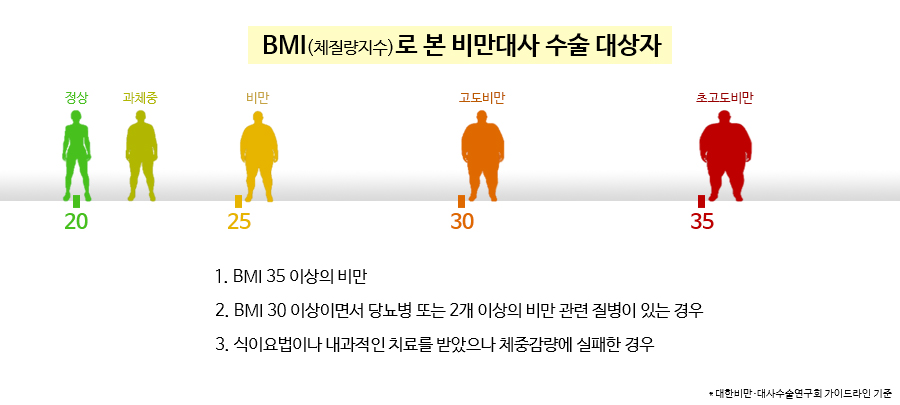 BMI(체질량지수)로 본 비만대사 수술 대상자
정상 과체중 비만 고도비만 초고도비만
20 25 30 35
1. BMI 35 이상의 비만
2. BMI 30 이상이면서 당뇨병 또는 2개 이상의 비만 관련 질병이 있는 경우
3. 식이요법이나 내과적인 치료를 받았으나 체중감량에 실패한 경우
* 대한비만·대사수술연구회 가이드라인 기준